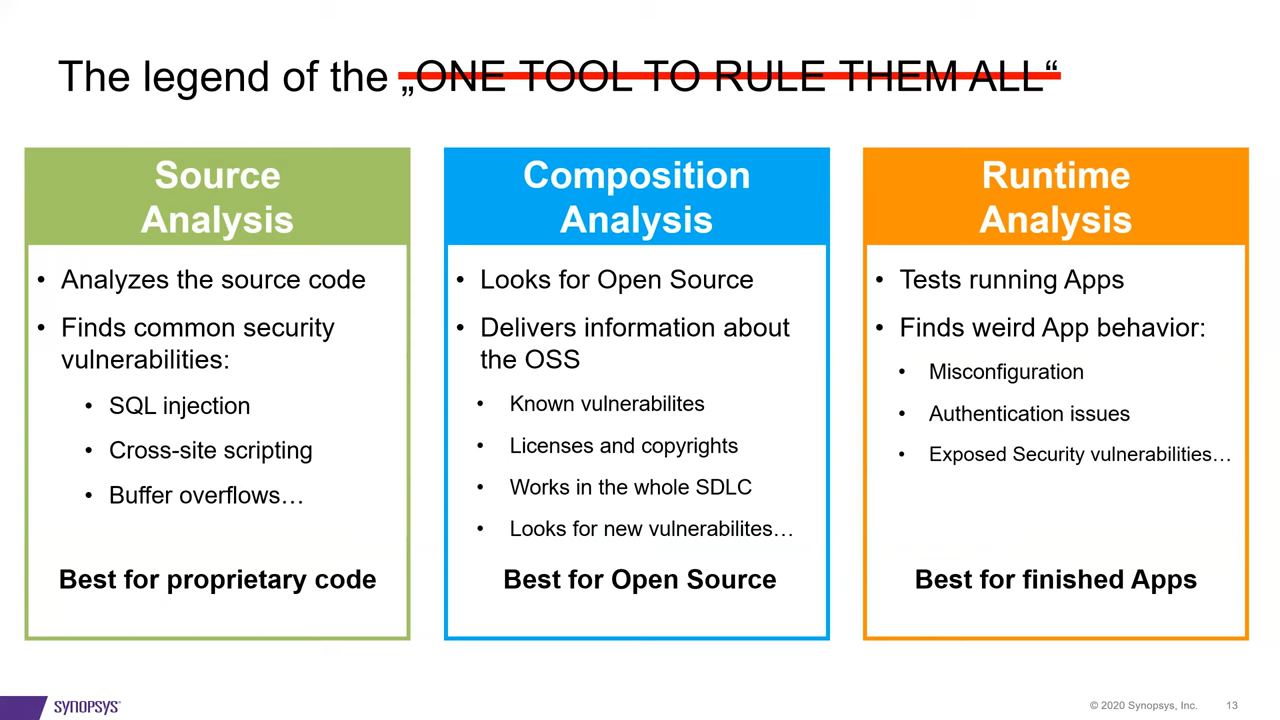 The legend of the „ONE TOOL TO RULE THEM ALL“
Source
Analysis
• Analyzes the source code
• Finds common security
vulnerabilities:
• SQL injection
• Cross-site scripting
• Buffer overflows…
Best for proprietary code
Composition
Analysis
• Looks for Open Source
• Delivers information about
the OSS
• Known vulnerabilites
• Licenses and copyrights
• Works in the whole SDLC
• Looks for new vulnerabilites…
Best for Open Source
Runtime
Analysis
• Tests running Apps
• Finds weird App behavior:
• Misconfiguration
• Authentication issues
• Exposed Security vulnerabilities…
Best for finished Apps
SYNOPSYS®
© 2020 Synopsys, Inc. 13